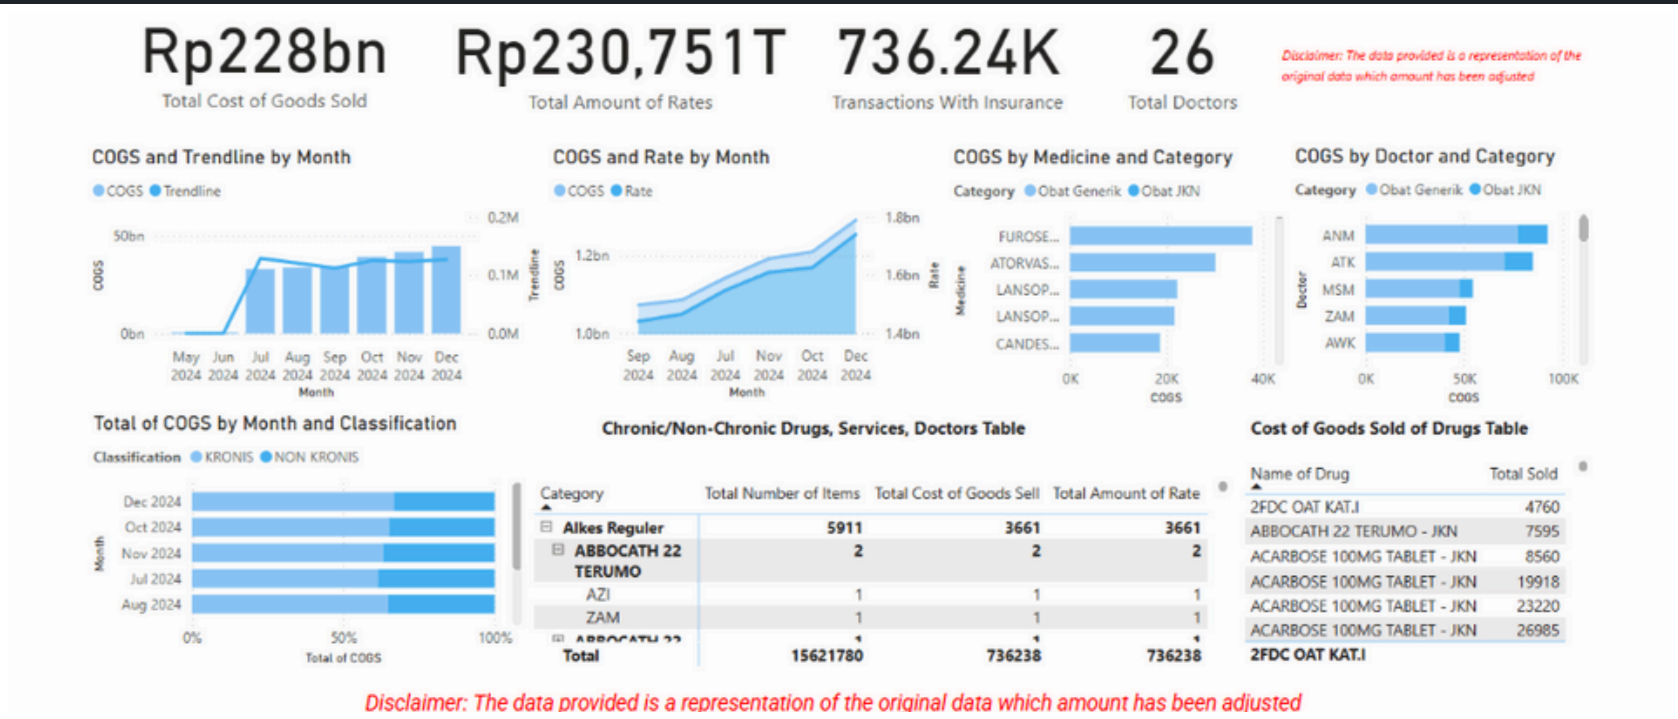 Rp228bn
Total Cost of Goods Sold
Rp230,751T
Total Amount of Rates
736.24K
Transactions With Insurance
26
Total Doctors
Disclaimer: The data provided is a representation of the
original data which amount has been adjusted
COGS and Trendline by Month
COGS Trendline
COGS
50bn
0bn
0.2M
0.1M
0.0M
Trendline
May Jun Jul Aug Sep Oct Nov Dec
2024 2024 2024 2024 2024 2024 2024 2024
Month
COGS and Rate by Month
COGS Rate
COGS
1.2bn
1.0bn
1.8bn
1.6bn
1.4bn
Rate
Sep Aug Jul Nov Oct Dec
2024 2024 2024 2024 2024 2024
Month
COGS by Medicine and Category
Category Obat Generik Obat JKN
Medicine
FUROSE...
ATORVAS...
LANSOP...
LANSOP...
CANDES...
0K 20K 40K
COGS
COGS by Doctor and Category
Category Obat Generik Obat JKN
Doctor
ANM
ATK
MSM
ZAM
AWK
0K 50K 100K
COGS
Total of COGS by Month and Classification
Classification KRONIS NON KRONIS
Month
Dec 2024
Oct 2024
Nov 2024
Jul 2024
Aug 2024
0% 50% 100%
Total of COGS
Chronic/Non-Chronic Drugs, Services, Doctors Table
Category Total Number of Items Total Cost of Goods Sell Total Amount of Rate
Alkes Reguler 5911 3661 3661
ABBOCATH 22 2 2 2
TERUMO
AZI 1 1 1
ZAM 1 1 1
ABBOCATH 22 1 1 1
Total 15621780 736238 736238
Cost of Goods Sold of Drugs Table
Name of Drug Total Sold
2FDC OAT KAT.I 4760
ABBOCATH 22 TERUMO - JKN 7595
ACARBOSE 100MG TABLET - JKN 8560
ACARBOSE 100MG TABLET - JKN 19918
ACARBOSE 100MG TABLET - JKN 23220
ACARBOSE 100MG TABLET - JKN 26985
2FDC OAT KAT.I
Disclaimer: The data provided is a representation of the original data which amount has been adjusted